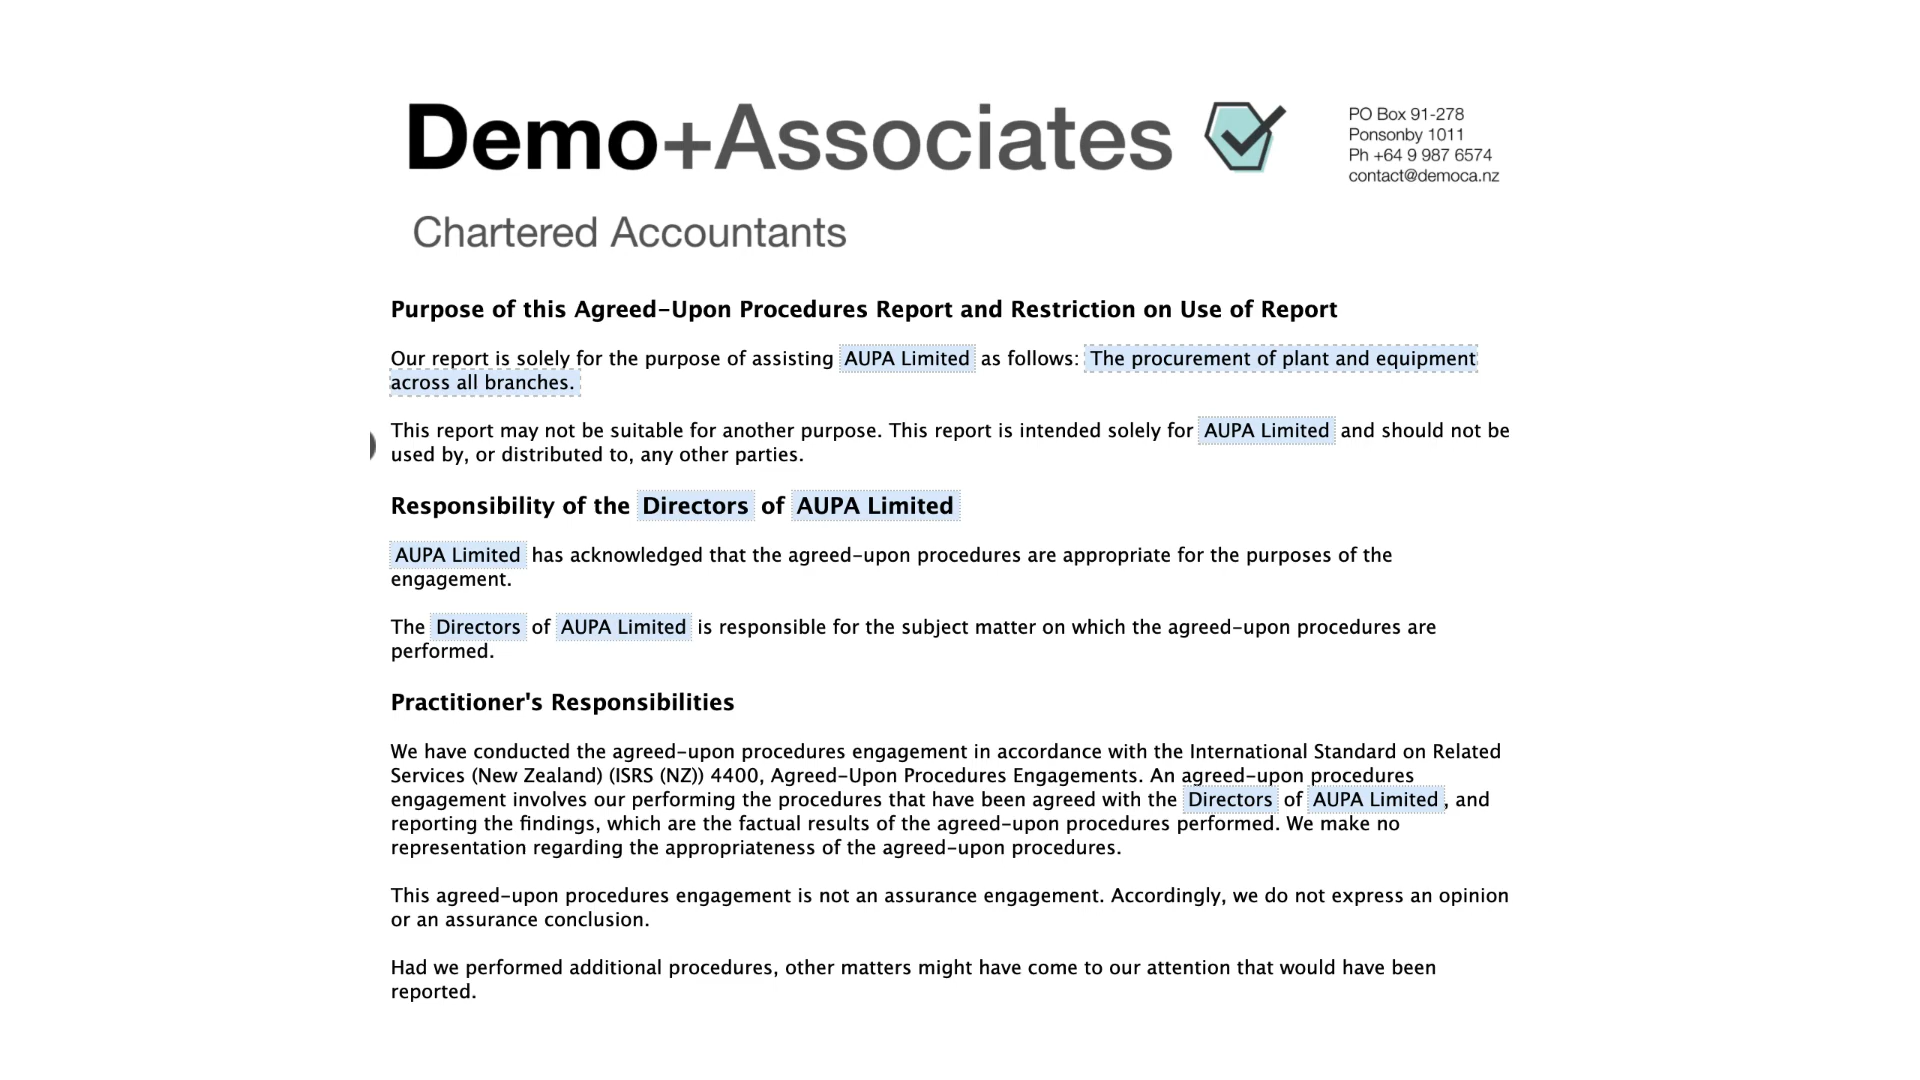 Demo+Associates
PO Box 91-278
Ponsonby 1011
Ph +64 9 987 6574
contact@democa.nz
Chartered Accountants
Purpose of this Agreed-Upon Procedures Report and Restriction on Use of Report
Our report is solely for the purpose of assisting AUPA Limited as follows: The procurement of plant and equipment
across all branches.
This report may not be suitable for another purpose. This report is intended solely for AUPA Limited and should not be
used by, or distributed to, any other parties.
Responsibility of the Directors of AUPA Limited
AUPA Limited has acknowledged that the agreed-upon procedures are appropriate for the purposes of the
engagement.
The Directors of AUPA Limited is responsible for the subject matter on which the agreed-upon procedures are
performed.
Practitioner's Responsibilities
We have conducted the agreed-upon procedures engagement in accordance with the International Standard on Related
Services (New Zealand) (ISRS (NZ)) 4400, Agreed-Upon Procedures Engagements. An agreed-upon procedures
engagement involves our performing the procedures that have been agreed with the Directors of AUPA Limited, and
reporting the findings, which are the factual results of the agreed-upon procedures performed. We make no
representation regarding the appropriateness of the agreed-upon procedures.
This agreed-upon procedures engagement is not an assurance engagement. Accordingly, we do not express an opinion
or an assurance conclusion.
Had we performed additional procedures, other matters might have come to our attention that would have been
reported.